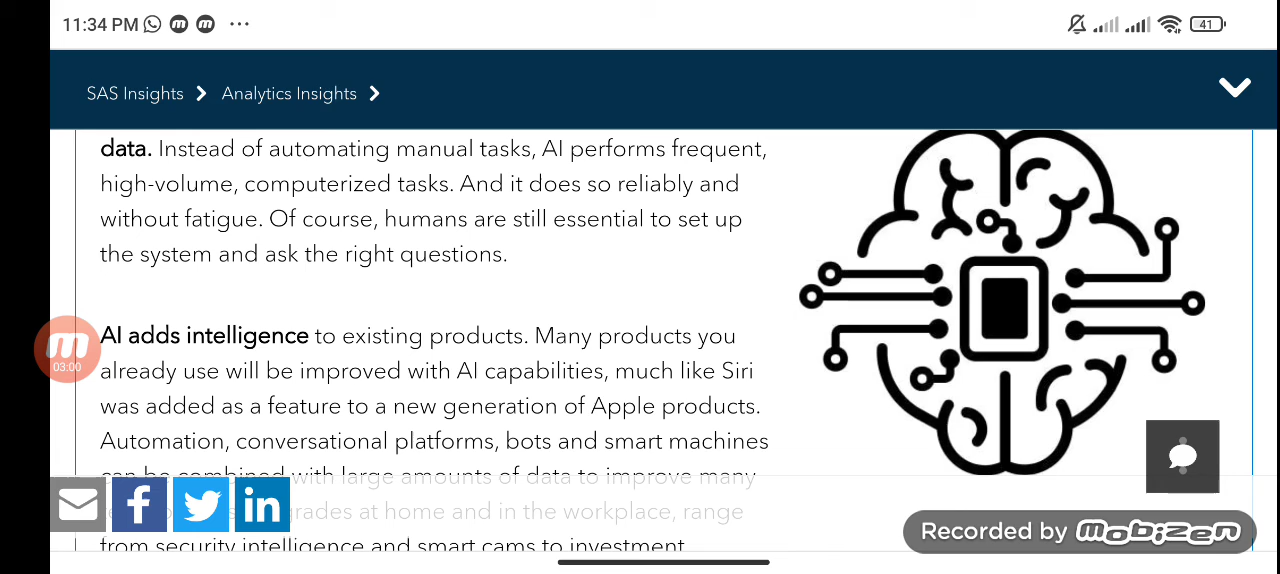 11:34 PM
41
SAS Insights
Analytics Insights
data. Instead of automating manual tasks, AI performs frequent,
high-volume, computerized tasks. And it does so reliably and
without fatigue. Of course, humans are still essential to set up
the system and ask the right questions.
AI adds intelligence to existing products. Many products you
03:00
already use will be improved with AI capabilities, much like Siri
was added as a feature to a new generation of Apple products.
Automation, conversational platforms, bots and smart machines
can be combined with large amounts of data to improve many
grades at home and in the workplace, range
from security intelligence and smart cams to investment
Recorded by mobizen